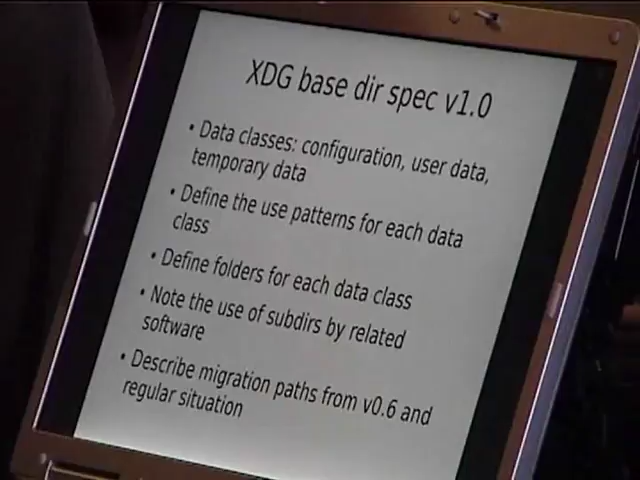 XDG base dir spec v1.0
• Data classes: configuration, user data,
temporary data
• Define the use patterns for each data
class
• Define folders for each data class
• Note the use of subdirs by related
software
• Describe migration paths from v0.6 and
regular situation